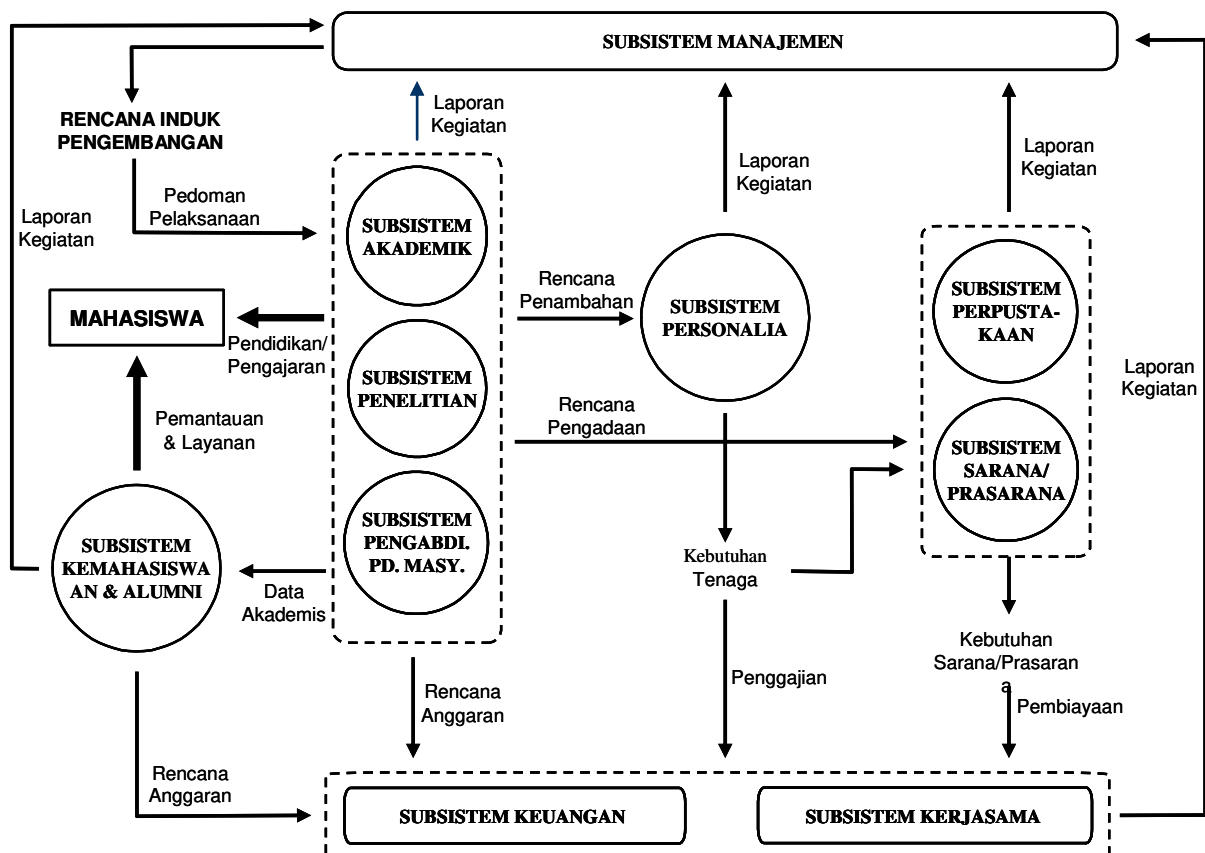 SUBSISTEM MANAJEMEN
RENCANA INDUK
PENGEMBANGAN
Laporan
Kegiatan
Laporan
Kegiatan
Laporan
Kegiatan
Pedoman
Pelaksanaan
Laporan
Kegiatan
SUBSISTEM
AKADEMIK
Rencana
Penambahan
SUBSISTEM
PERSONALIA
SUBSISTEM
PERPUSTA-
KAAN
MAHASISWA
Pendidikan/
Pengajaran
SUBSISTEM
PENELITIAN
Laporan
Kegiatan
Rencana
Pengadaan
Pemantauan
& Layanan
SUBSISTEM
SARANA/
PRASARANA
SUBSISTEM
PENGABDI.
PD. MASY.
SUBSISTEM
KEMAHASISWA
AN & ALUMNI
Data
Akademis
Kebutuhan
Tenaga
Kebutuhan
Sarana/Prasaran
a
Rencana
Anggaran
Penggajian
Pembiayaan
Rencana
Anggaran
SUBSISTEM KEUANGAN
SUBSISTEM KERJASAMA